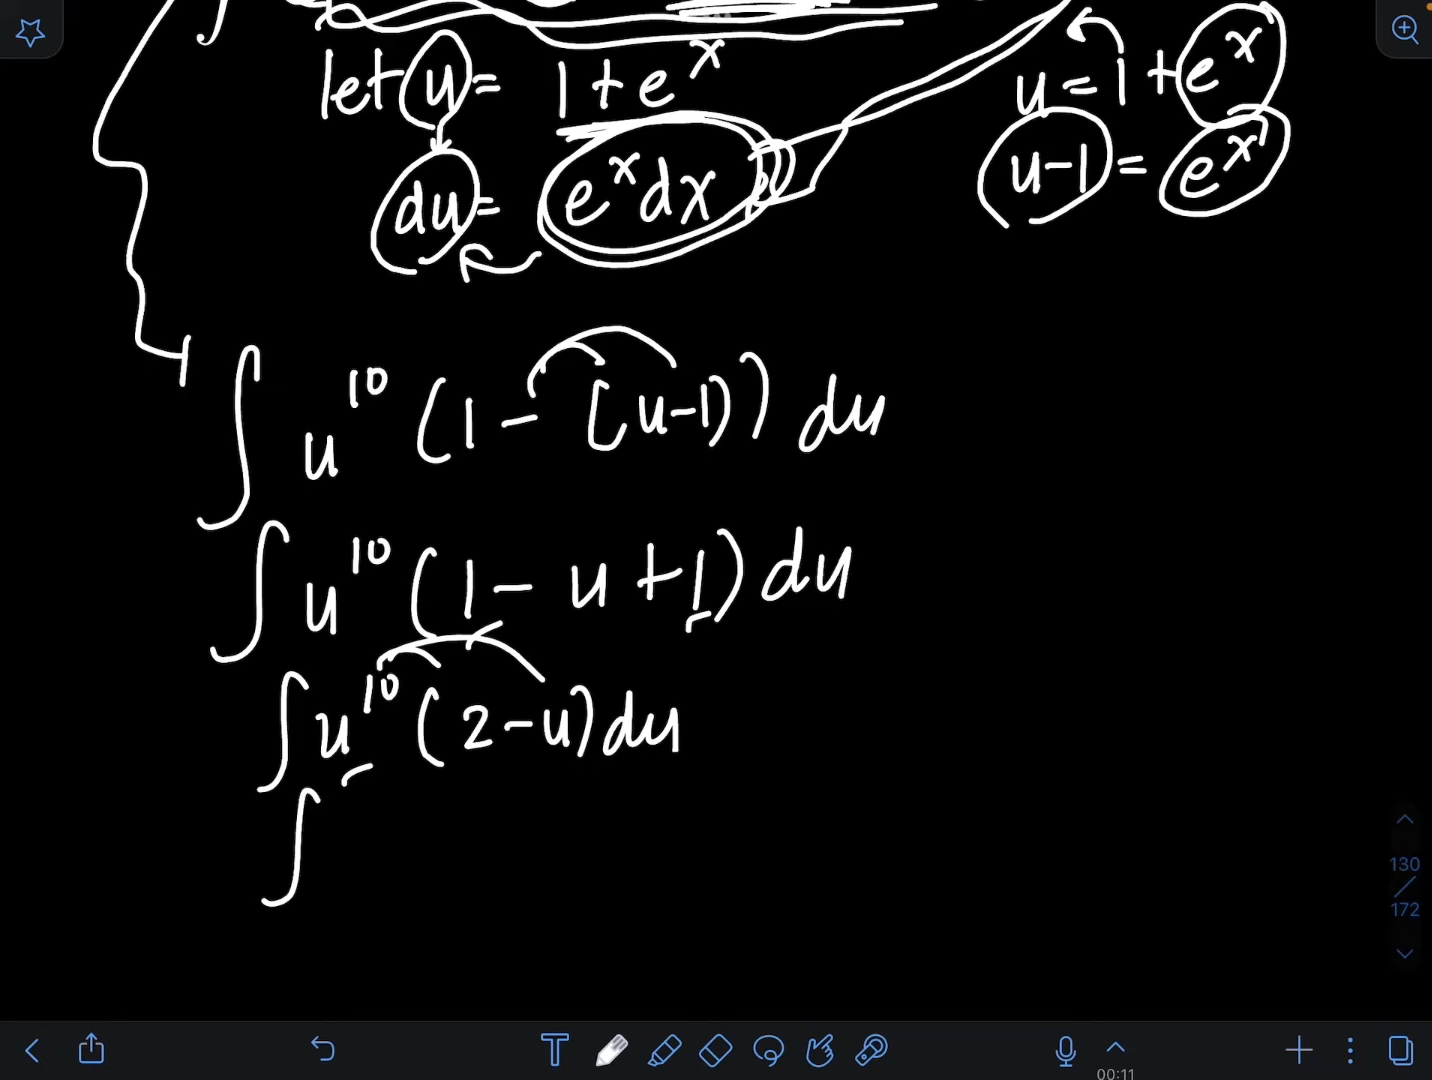 let u = 1 + e^x
u = 1 + e^x
du = e^x dx
u-1 = e^x
∫ u^10 (1 - (u-1)) du
∫ u^10 (1 - u + 1) du
∫ u^10 (2 - u) du
∫
130
172
T
00:11